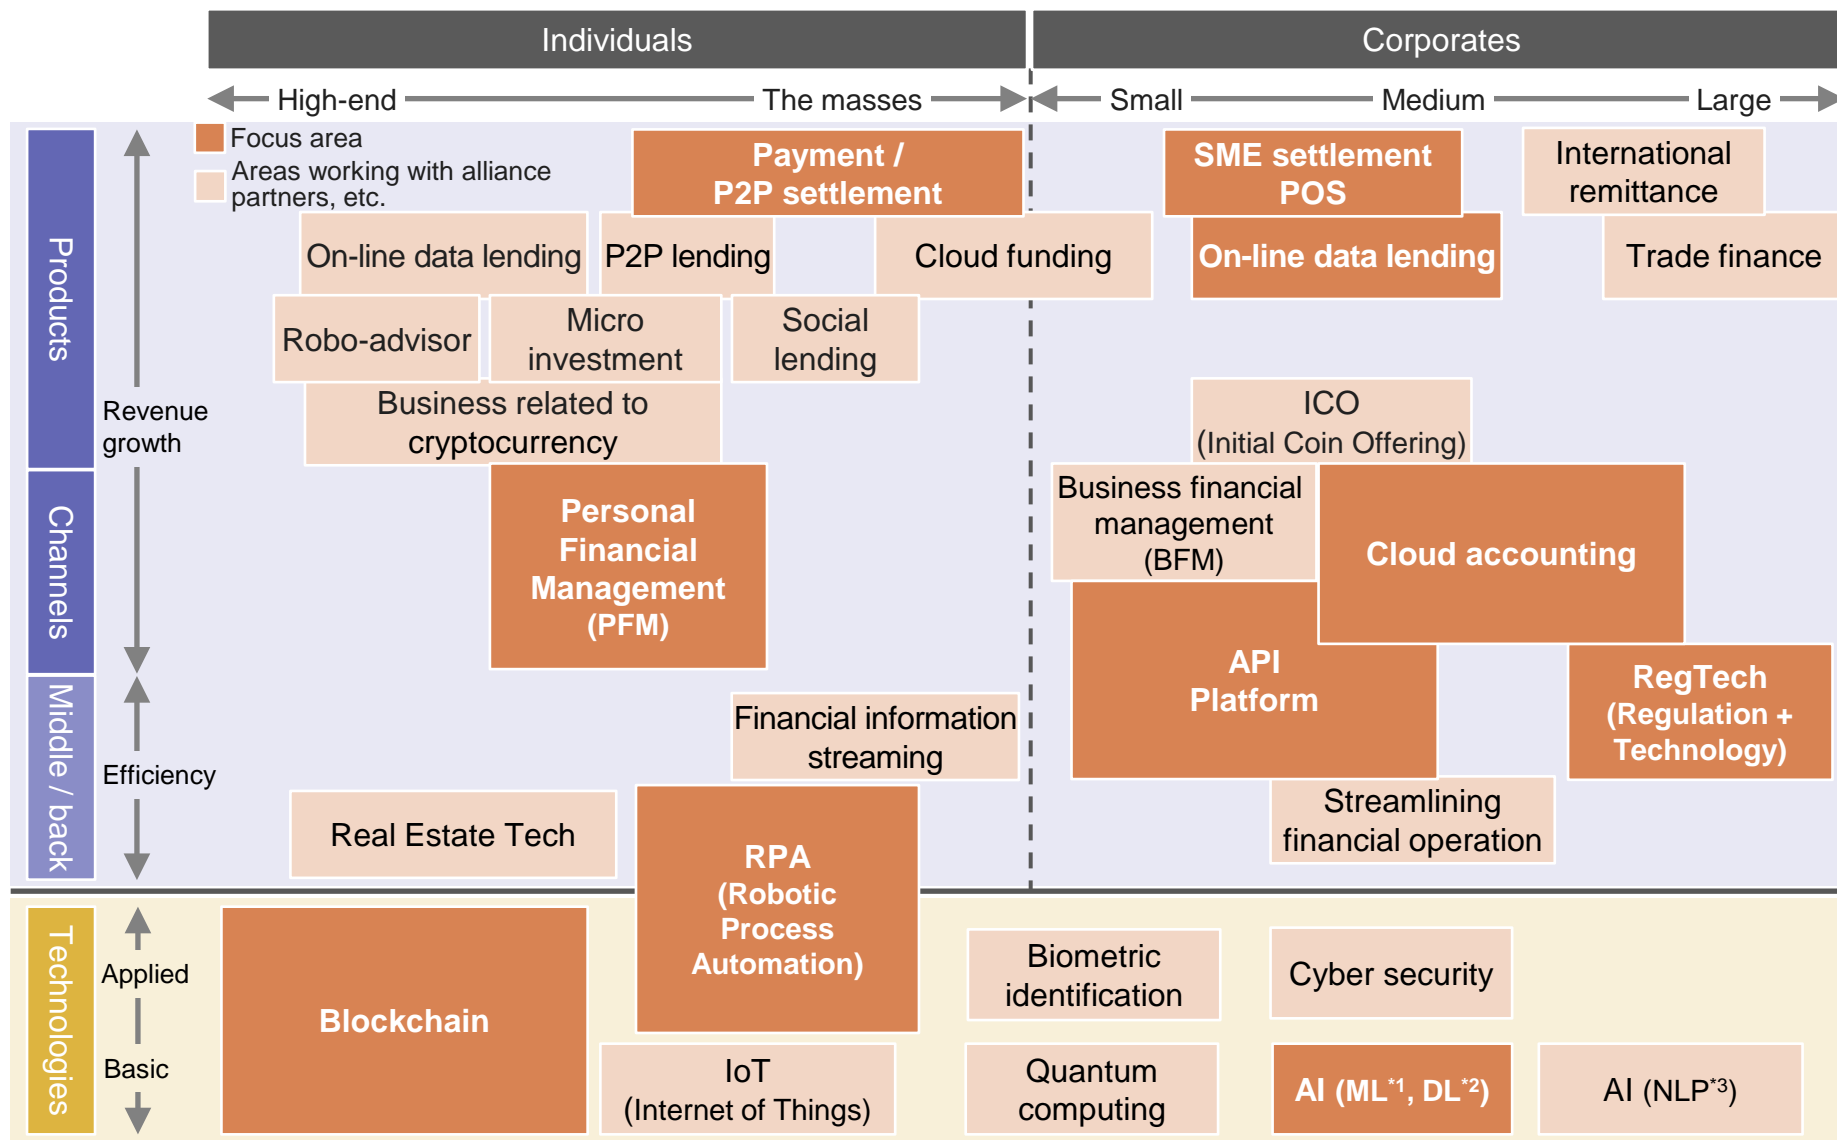 Individuals
Corporates
High-end
The masses
Small
Medium
Large
Focus area
Areas working with alliance
partners, etc.
Products
Channels
Middle / back
Technologies
Revenue
growth
Efficiency
Applied
Basic
Payment /
P2P settlement
SME settlement
POS
International
remittance
On-line data lending
P2P lending
Cloud funding
On-line data lending
Trade finance
Robo-advisor
Micro
investment
Social
lending
Business related to
cryptocurrency
ICO
(Initial Coin Offering)
Personal
Financial
Management
(PFM)
Business financial
management
(BFM)
Cloud accounting
API
Platform
RegTech
(Regulation +
Technology)
Financial information
streaming
Real Estate Tech
Streamlining
financial operation
RPA
(Robotic
Process
Automation)
Blockchain
Biometric
identification
Cyber security
IoT
(Internet of Things)
Quantum
computing
AI (ML*1, DL*2)
AI (NLP*3)